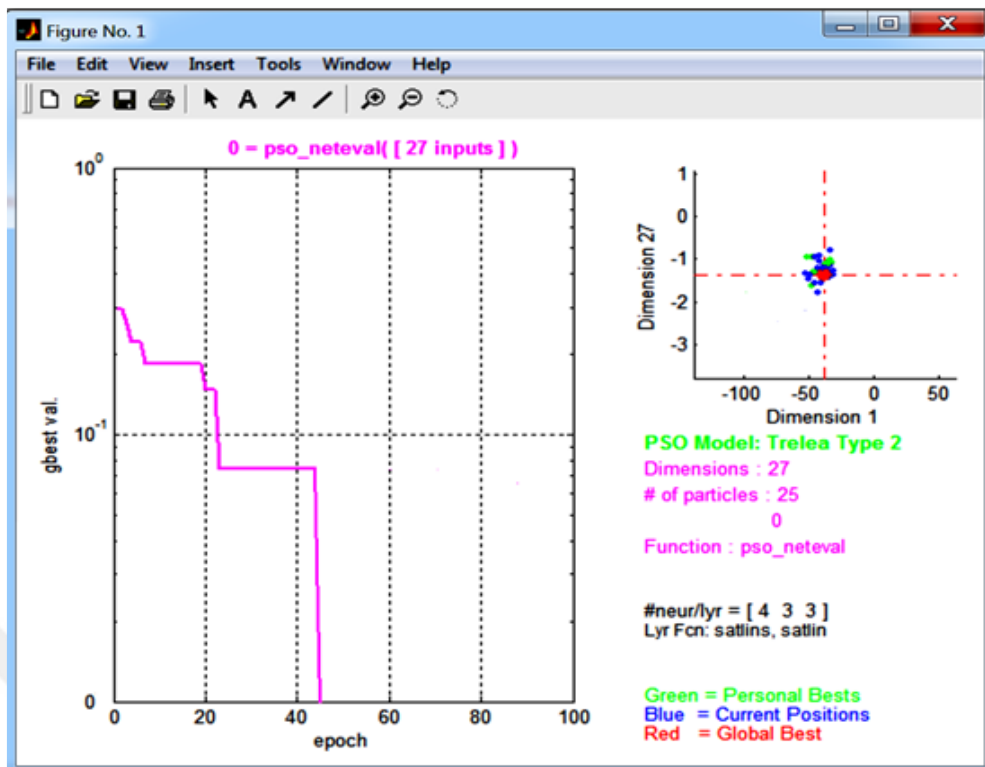 Figure No. 1
File Edit View Insert Tools Window Help
A
0 = pso_neteval( [ 27 inputs ] )
10^0
10^-1
0
gbest val.
0 20 40 60 80 100
epoch
1
0
-1
-2
-3
Dimension 27
-100 -50 0 50
Dimension 1
PSO Model: Trelea Type 2
Dimensions : 27
# of particles : 25
0
Function : pso_neteval
#neur/lyr = [ 4 3 3 ]
Lyr Fcn: satlins, satlin
Green = Personal Bests
Blue = Current Positions
Red = Global Best